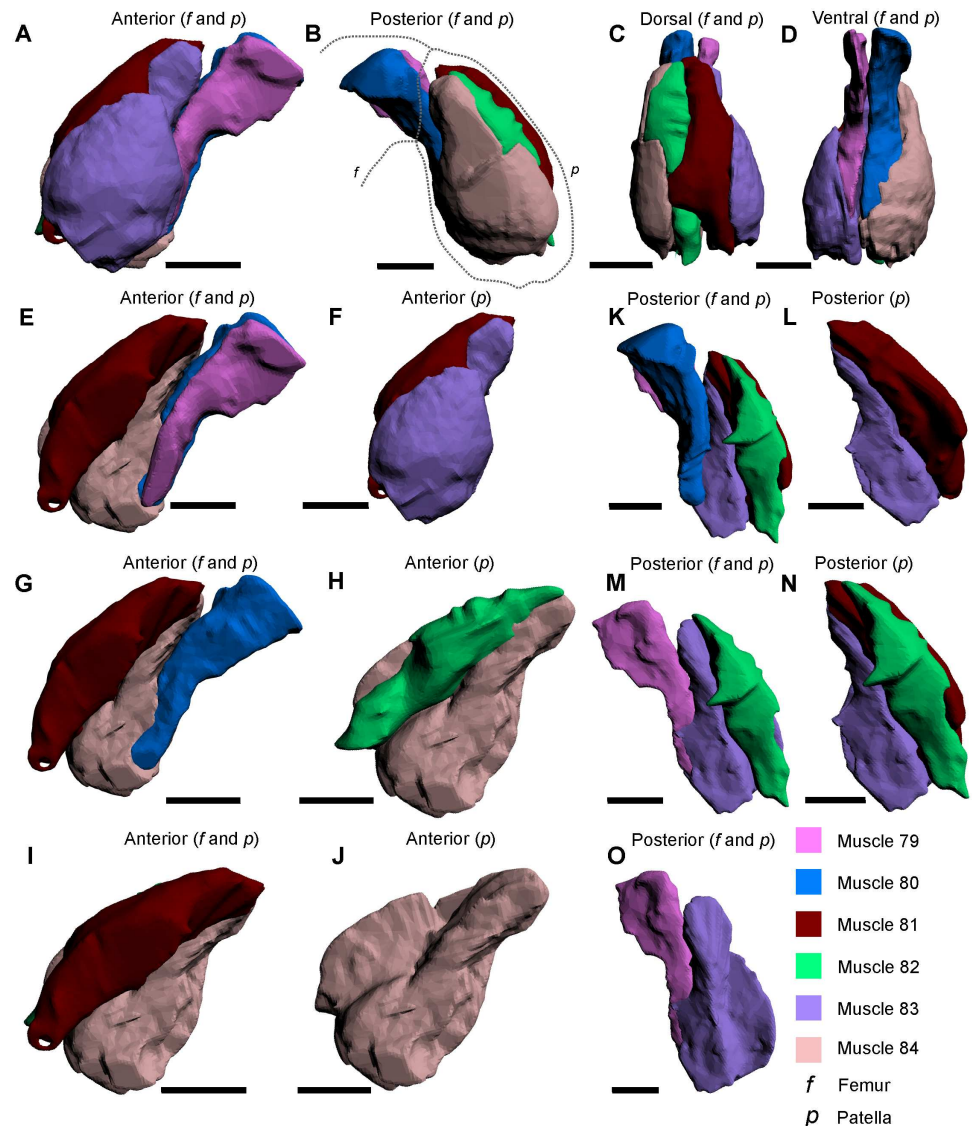 A Anterior (f and p)
B Posterior (f and p)
C Dorsal (f and p)
D Ventral (f and p)
f
p
E Anterior (f and p)
F Anterior (p)
K Posterior (f and p)
L Posterior (p)
G Anterior (f and p)
H Anterior (p)
M Posterior (f and p)
N Posterior (p)
I Anterior (f and p)
J Anterior (p)
O Posterior (f and p)
Muscle 79
Muscle 80
Muscle 81
Muscle 82
Muscle 83
Muscle 84
f Femur
p Patella